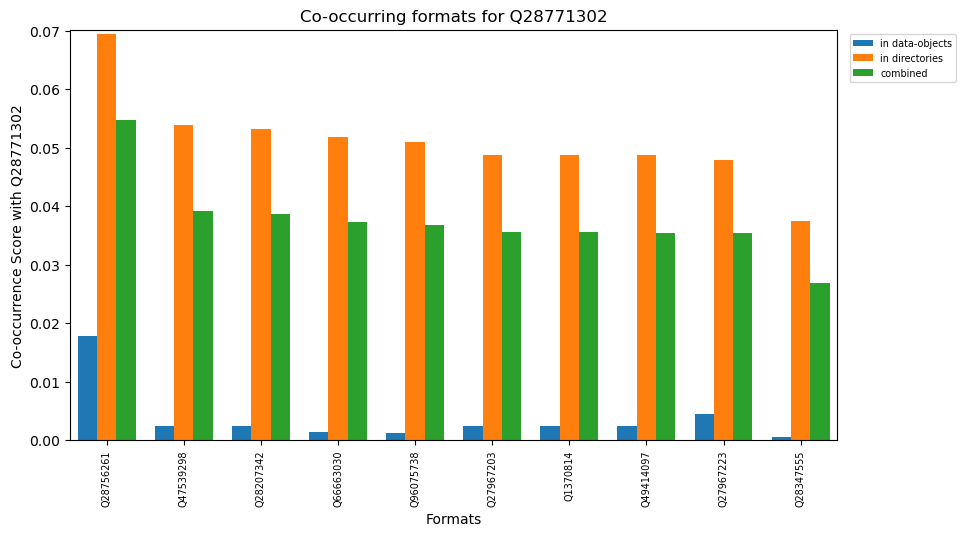 Co-occurring formats for Q28771302
Co-occurrence Score with Q28771302
0.07
0.06
0.05
0.04
0.03
0.02
0.01
0.00
Q28756261
Q47539298
Q28207342
Q66663030
Q96075738
Q27967203
Q1370814
Q49414097
Q27967223
Q28347555
Formats
in data-objects
in directories
combined